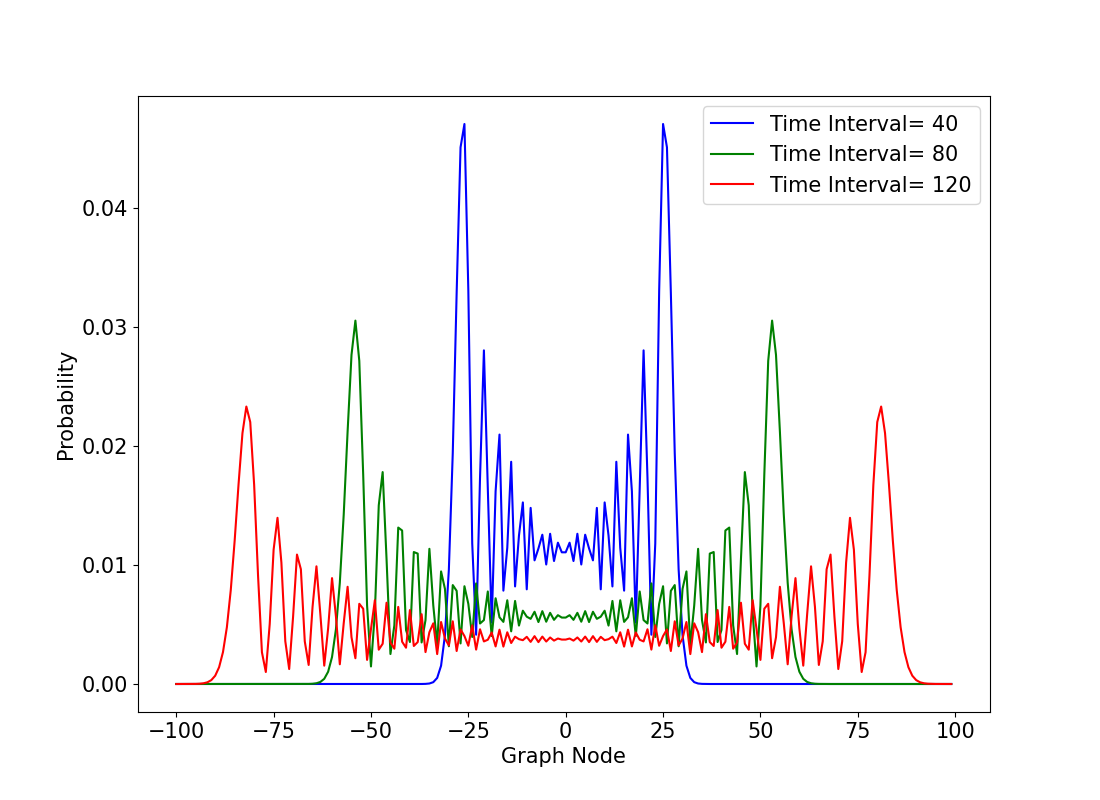 Time Interval= 40
Time Interval= 80
Time Interval= 120
0.04
0.03
0.02
0.01
0.00
Probability
−100 −75 −50 −25 0 25 50 75 100
Graph Node